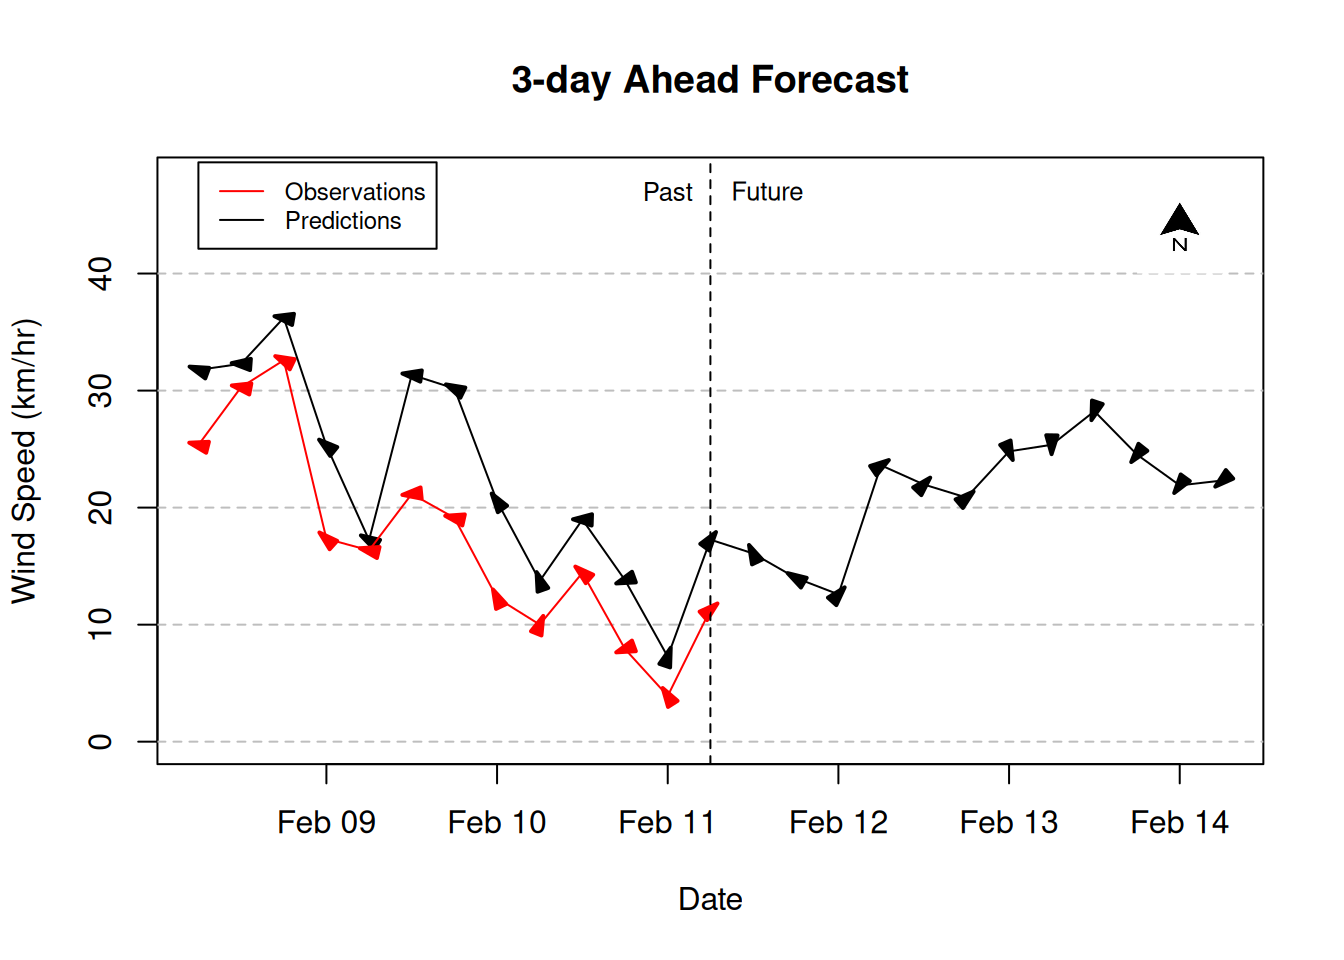 3-day Ahead Forecast
Observations
Predictions
Past
Future
N
40
30
20
10
0
Wind Speed (km/hr)
Feb 09
Feb 10
Feb 11
Feb 12
Feb 13
Feb 14
Date